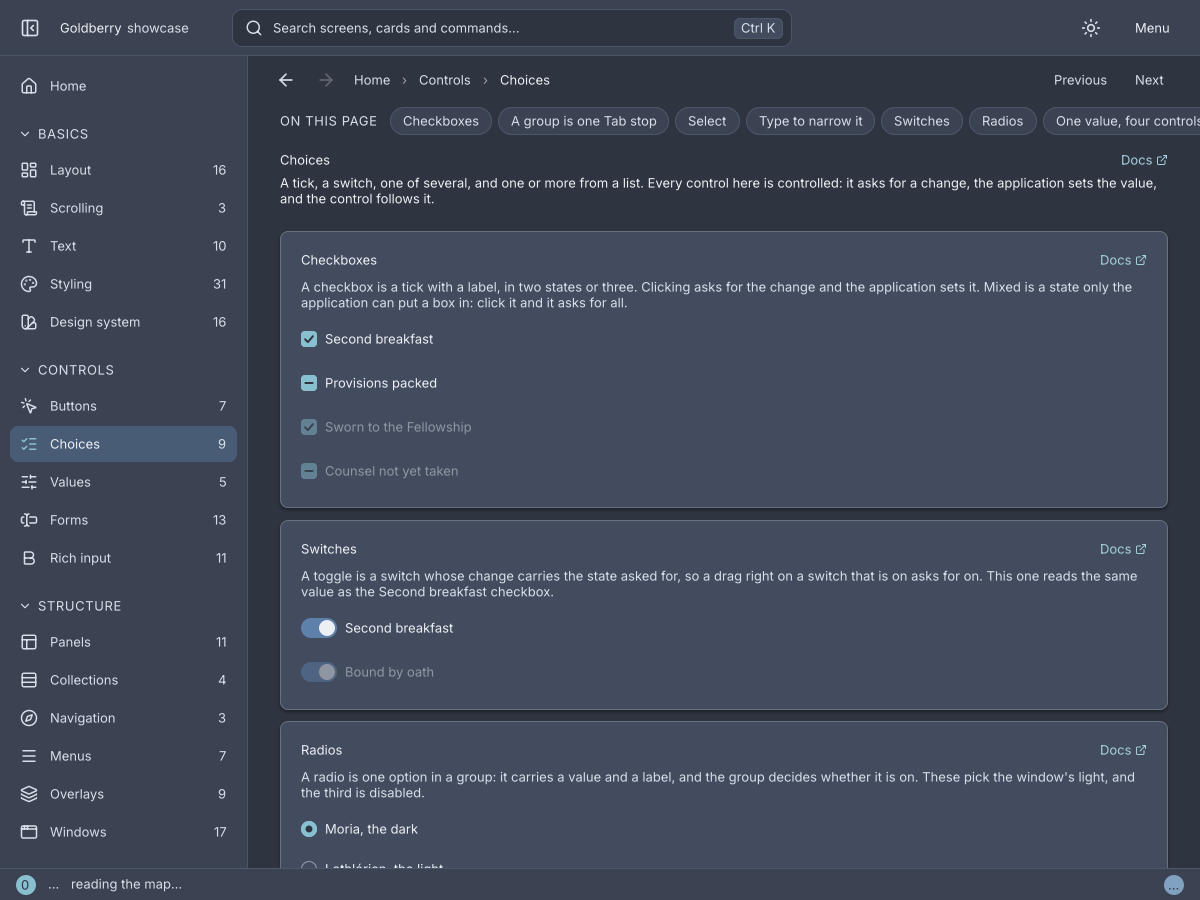 Goldberry showcase
Search screens, cards and commands...
Ctrl K
Menu
Home
BASICS
Layout 16
Scrolling 3
Text 10
Styling 31
Design system 16
CONTROLS
Buttons 7
Choices 9
Values 5
Forms 13
Rich input 11
STRUCTURE
Panels 11
Collections 4
Navigation 3
Menus 7
Overlays 9
Windows 17
Home › Controls › Choices
Previous Next
ON THIS PAGE Checkboxes A group is one Tab stop Select Type to narrow it Switches Radios One value, four controls
Choices Docs
A tick, a switch, one of several, and one or more from a list. Every control here is controlled: it asks for a change, the application sets the value,
and the control follows it.
Checkboxes Docs
A checkbox is a tick with a label, in two states or three. Clicking asks for the change and the application sets it. Mixed is a state only the
application can put a box in: click it and it asks for all.
Second breakfast
Provisions packed
Sworn to the Fellowship
Counsel not yet taken
Switches Docs
A toggle is a switch whose change carries the state asked for, so a drag right on a switch that is on asks for on. This one reads the same
value as the Second breakfast checkbox.
Second breakfast
Bound by oath
Radios Docs
A radio is one option in a group: it carries a value and a label, and the group decides whether it is on. These pick the window's light, and
the third is disabled.
Moria, the dark
Lothlórien, the light
0 ... reading the map...
...